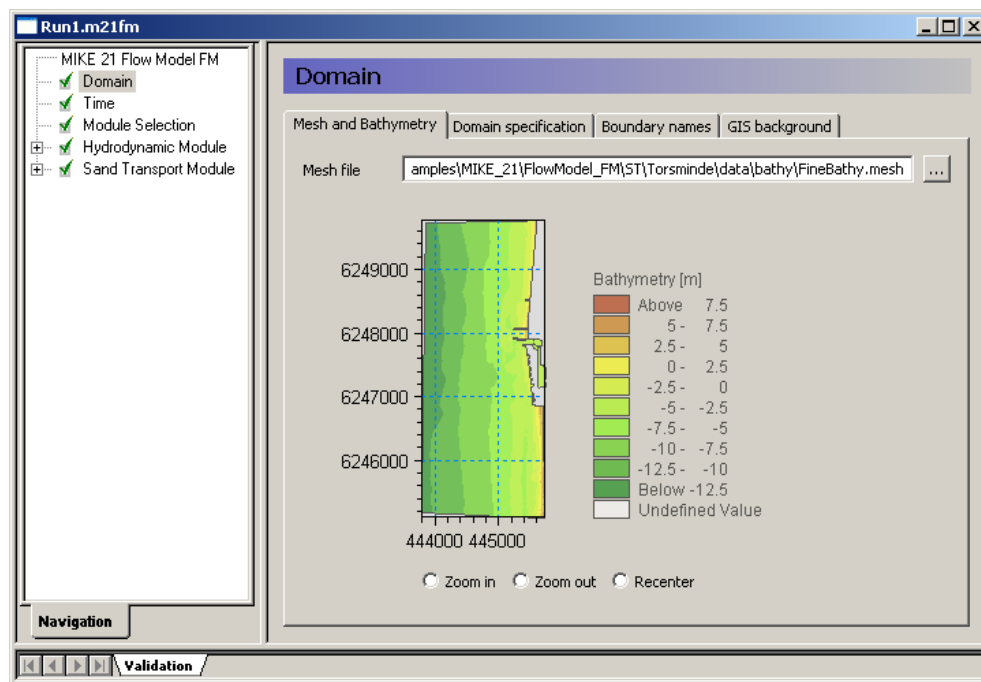 Run1.m21fm
MIKE 21 Flow Model FM
Domain
Time
Module Selection
Hydrodynamic Module
Sand Transport Module
Navigation
Domain
Mesh and Bathymetry
Domain specification
Boundary names
GIS background
Mesh file
amples\MIKE_21\FlowModel_FM\ST\Torsminde\data\bathy\FineBathy.mesh
...
6249000
6248000
6247000
6246000
444000 445000
Bathymetry [m]
Above 7.5
5 - 7.5
2.5 - 5
0 - 2.5
-2.5 - 0
-5 - -2.5
-7.5 - -5
-10 - -7.5
-12.5 - -10
Below -12.5
Undefined Value
Zoom in
Zoom out
Recenter
Validation